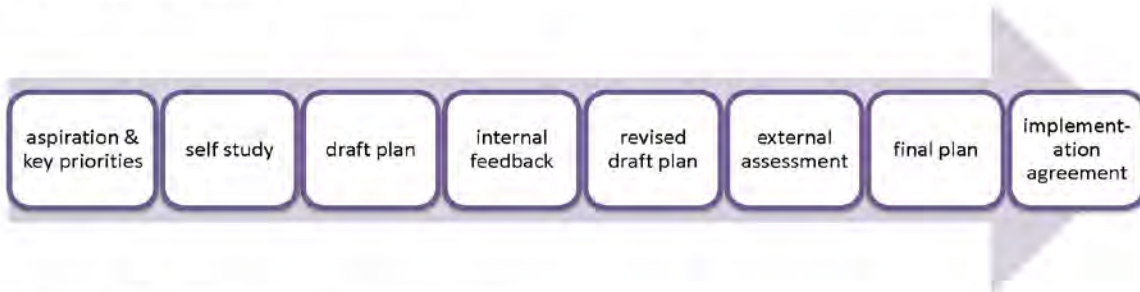 aspiration &
key priorities
self study
draft plan
internal
feedback
revised
draft plan
external
assessment
final plan
implement-
ation
agreement